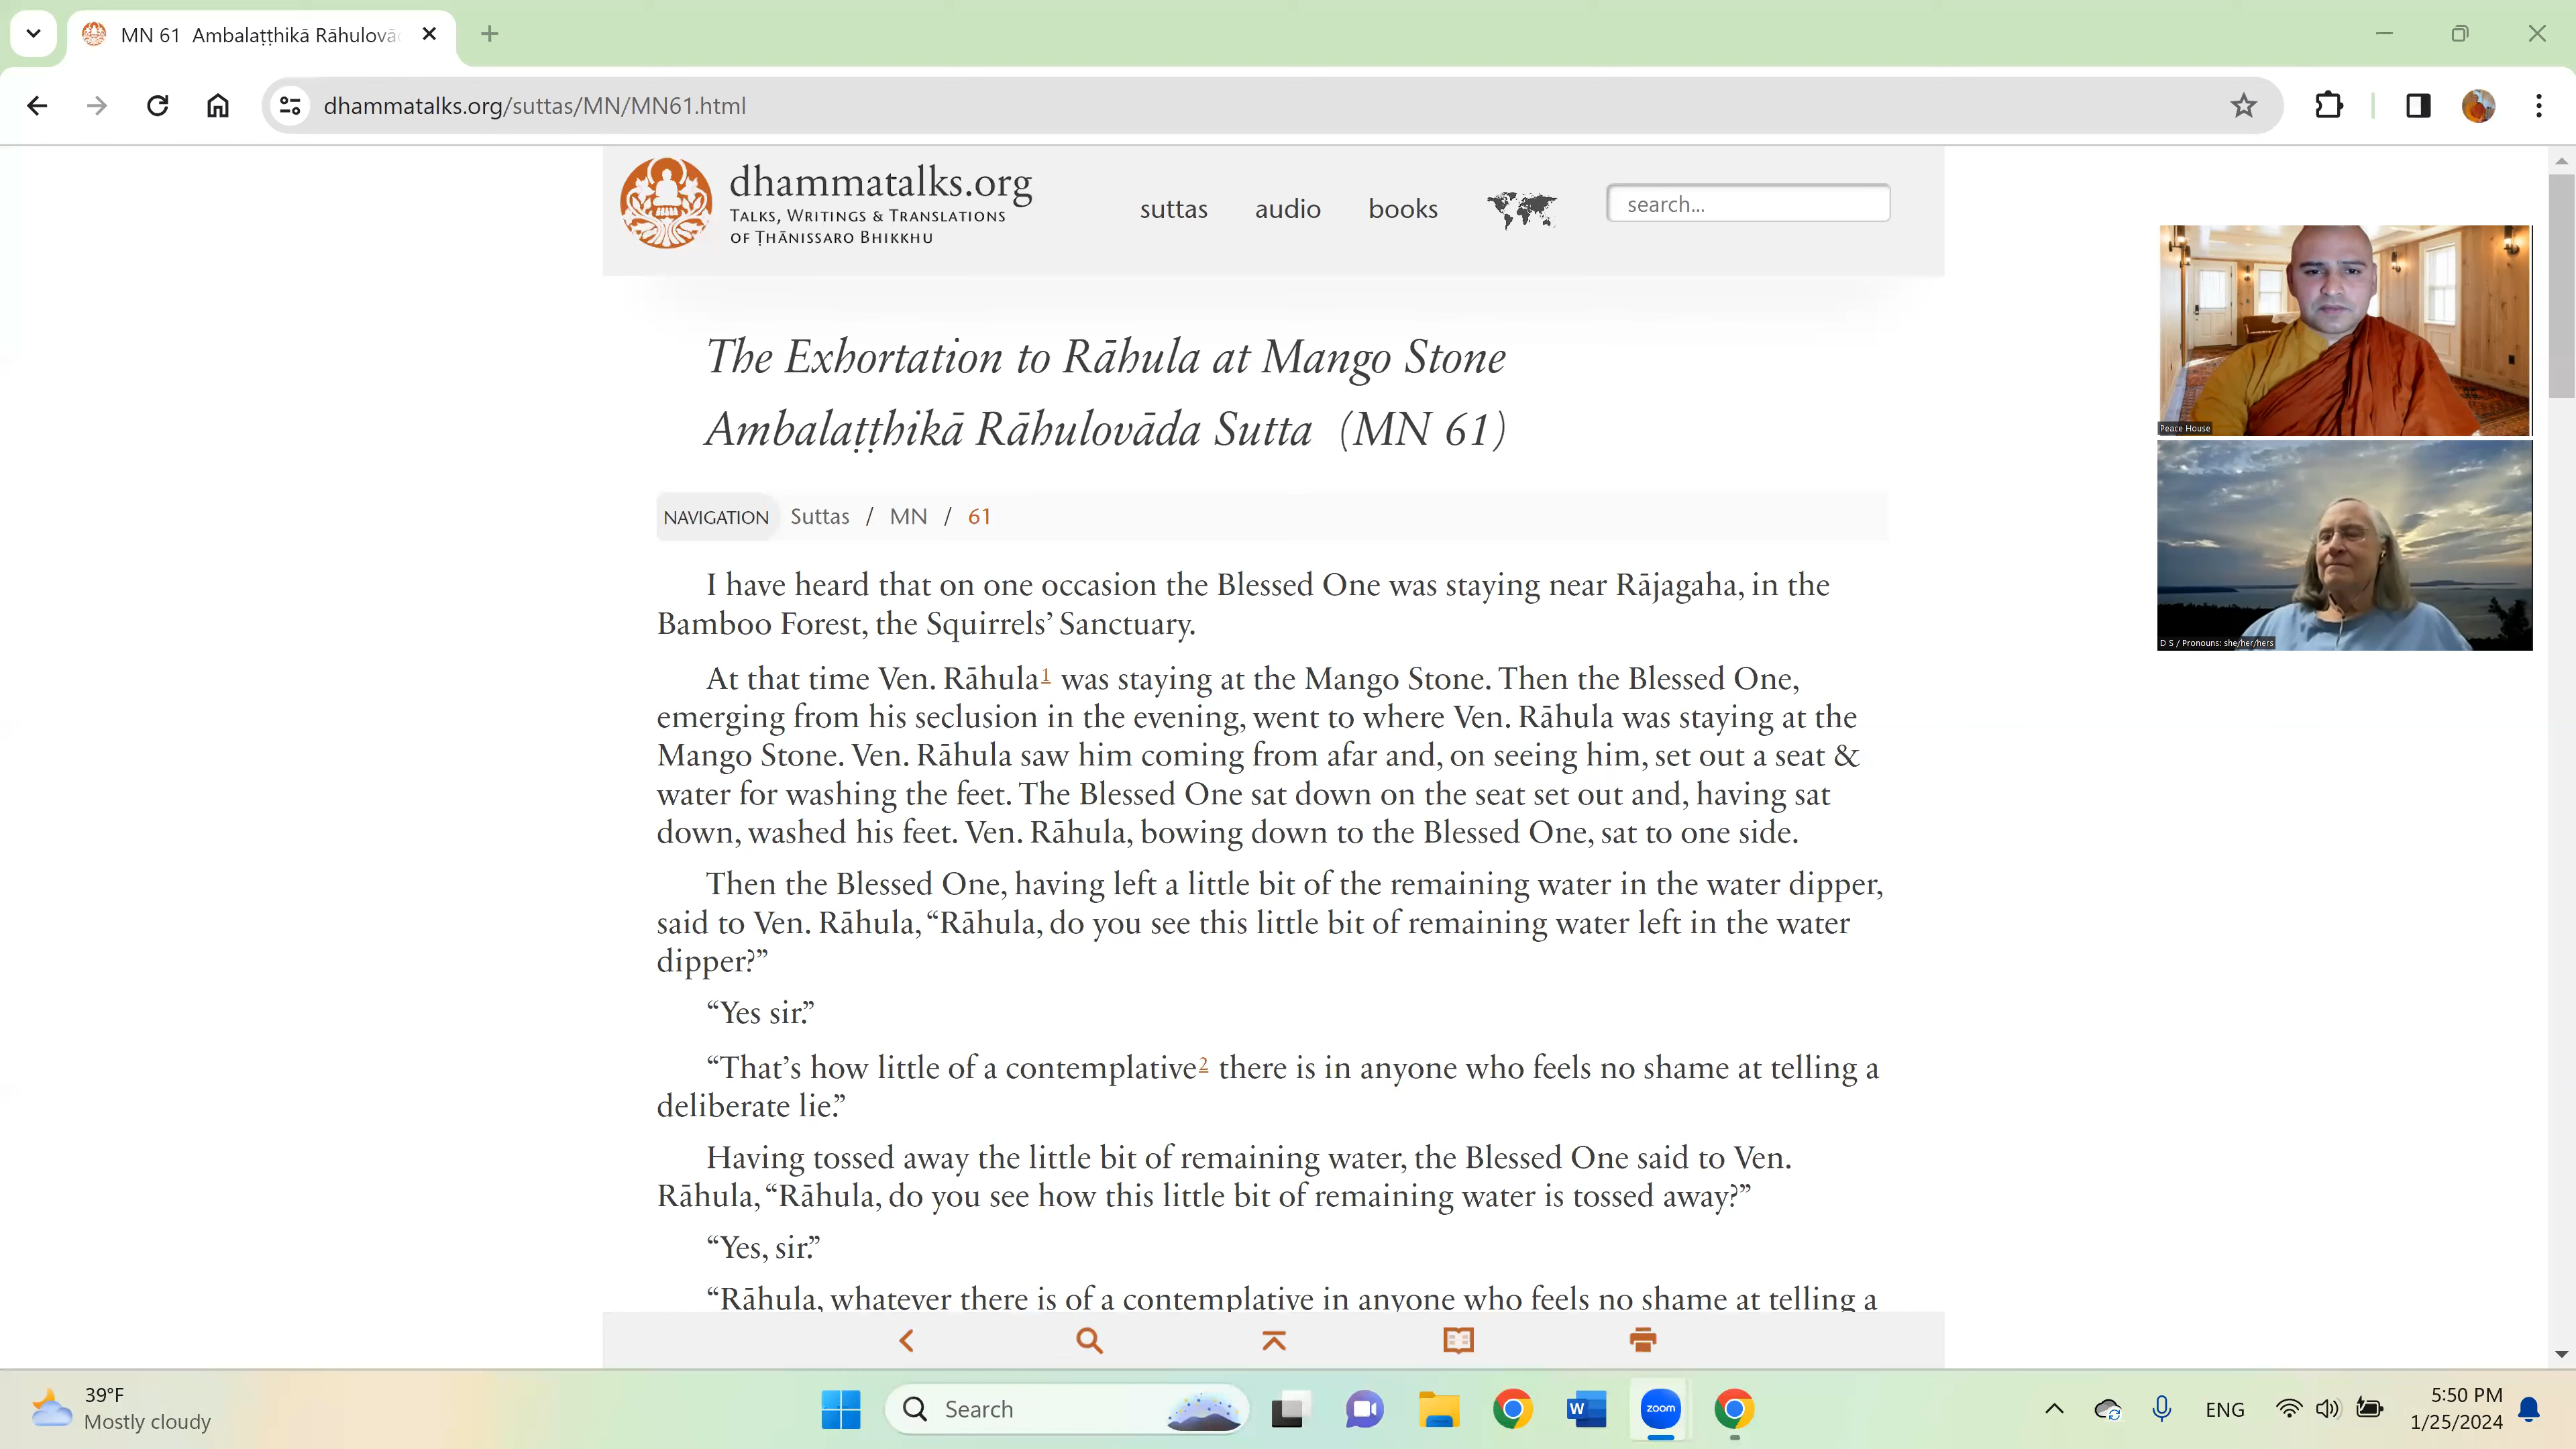 MN 61 Ambalaṭṭhikā Rāhulovā
dhammatalks.org/suttas/MN/MN61.html
dhammatalks.org
TALKS, WRITINGS & TRANSLATIONS
OF ṬHĀNISSARO BHIKKHU
suttas audio books
search...
The Exhortation to Rāhula at Mango Stone
Ambalaṭṭhikā Rāhulovāda Sutta (MN 61)
NAVIGATION Suttas / MN / 61
I have heard that on one occasion the Blessed One was staying near Rājagaha, in the
Bamboo Forest, the Squirrels’ Sanctuary.
At that time Ven. Rāhula1 was staying at the Mango Stone. Then the Blessed One,
emerging from his seclusion in the evening, went to where Ven. Rāhula was staying at the
Mango Stone. Ven. Rāhula saw him coming from afar and, on seeing him, set out a seat &
water for washing the feet. The Blessed One sat down on the seat set out and, having sat
down, washed his feet. Ven. Rāhula, bowing down to the Blessed One, sat to one side.
Then the Blessed One, having left a little bit of the remaining water in the water dipper,
said to Ven. Rāhula, “Rāhula, do you see this little bit of remaining water left in the water
dipper?”
“Yes sir.”
“That’s how little of a contemplative2 there is in anyone who feels no shame at telling a
deliberate lie.”
Having tossed away the little bit of remaining water, the Blessed One said to Ven.
Rāhula, “Rāhula, do you see how this little bit of remaining water is tossed away?”
“Yes, sir.”
“Rāhula, whatever there is of a contemplative in anyone who feels no shame at telling a
Peace House
D S / Pronouns: she/her/hers
39°F
Mostly cloudy
Search
W
zoom
ENG
5:50 PM
1/25/2024